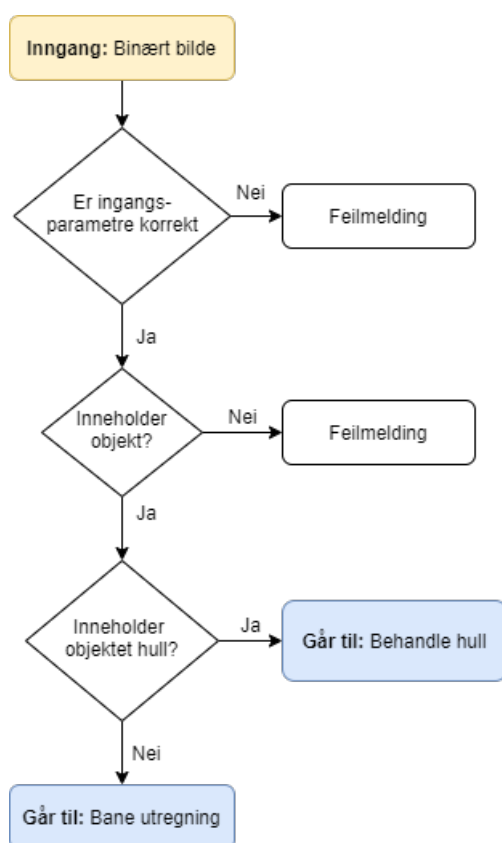 Inngang: Binært bilde
Er ingangs-
parametre korrekt
Nei
Feilmelding
Ja
Inneholder
objekt?
Nei
Feilmelding
Ja
Inneholder
objektet hull?
Ja
Går til: Behandle hull
Nei
Går til: Bane utregning